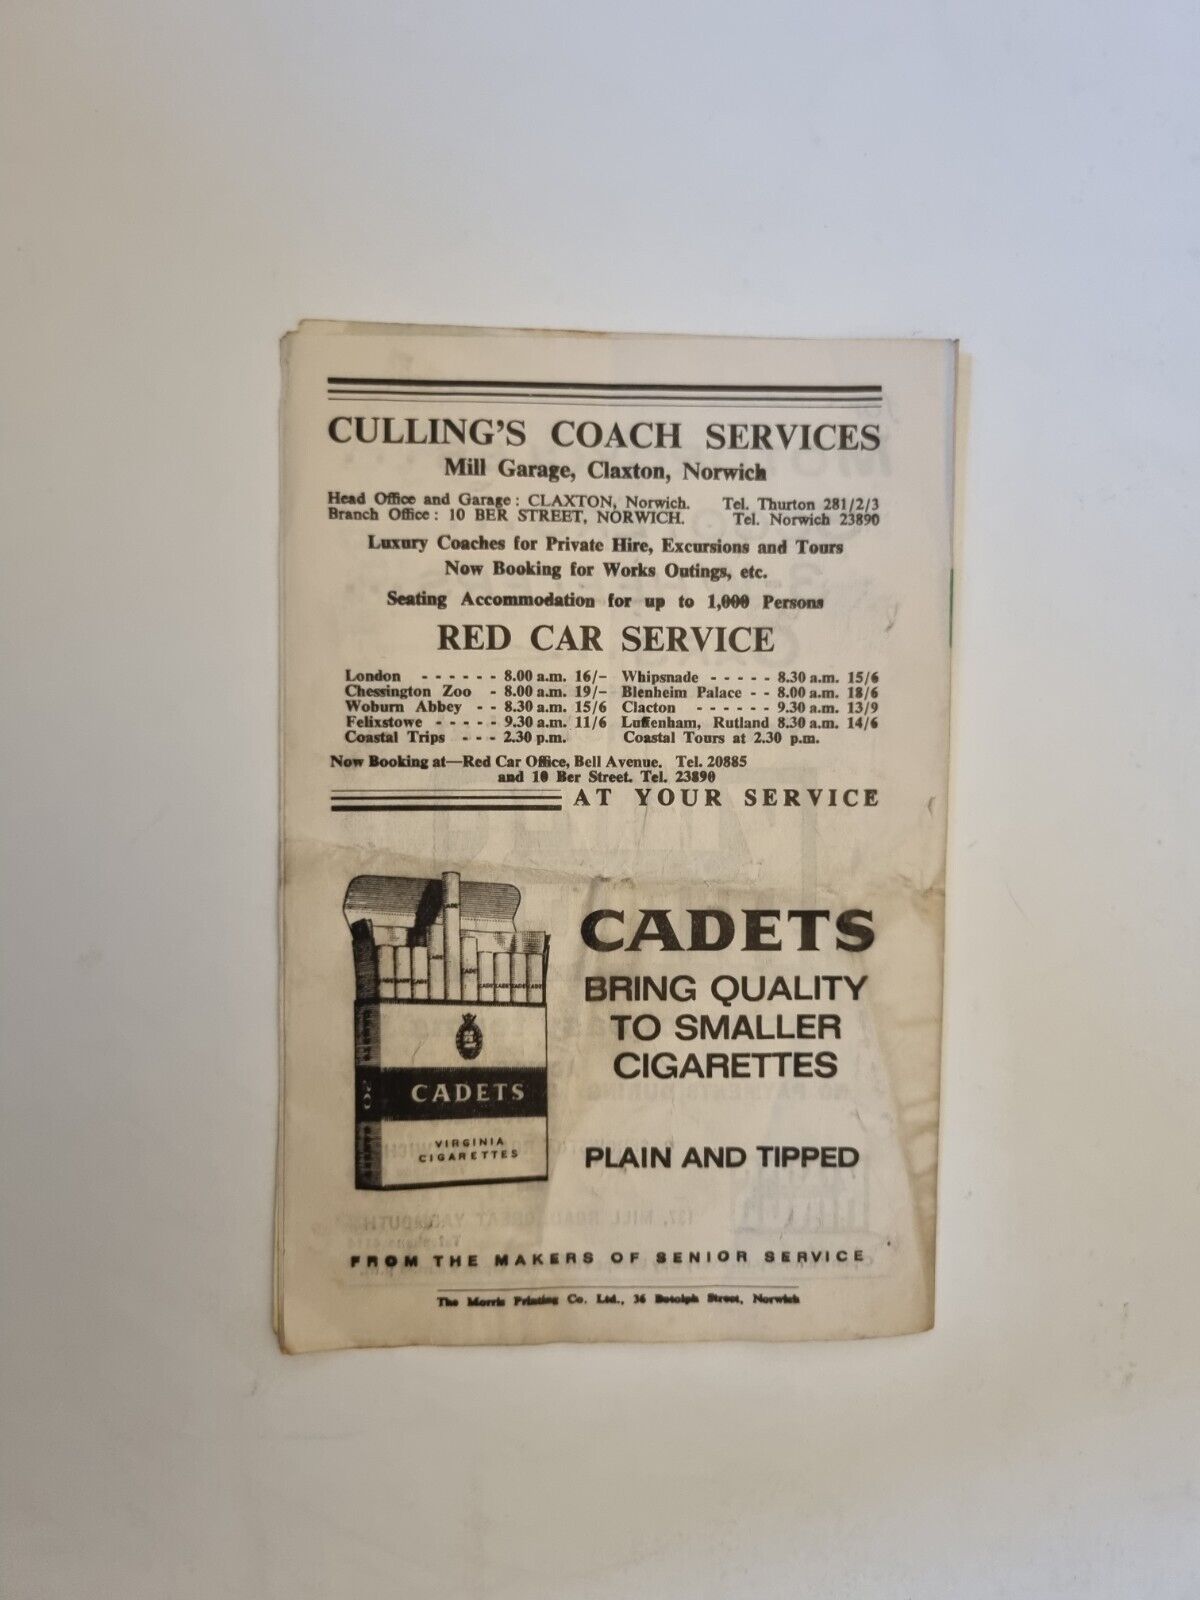 CULLING'S COACH SERVICES
Mill Garage, Claxton, Norwich
Head Office and Garage : CLAXTON, Norwich. Tel. Thurton 281/2/3
Branch Office : 10 BER STREET, NORWICH. Tel. Norwich 23890
Luxury Coaches for Private Hire, Excursions and Tours
Now Booking for Works Outings, etc.
Seating Accommodation for up to 1,000 Persons
RED CAR SERVICE
London - - - - - - 8.00 a.m. 16/- Whipsnade - - - - - 8.30 a.m. 15/6
Chessington Zoo - 8.00 a.m. 19/- Blenheim Palace - - 8.00 a.m. 18/6
Woburn Abbey - - 8.30 a.m. 15/6 Clacton - - - - - - 9.30 a.m. 13/9
Felixstowe - - - - - 9.30 a.m. 11/6 Luffenham, Rutland 8.30 a.m. 14/6
Coastal Trips - - - 2.30 p.m. Coastal Tours at 2.30 p.m.
Now Booking at—Red Car Office, Bell Avenue. Tel. 20885
and 10 Ber Street. Tel. 23890
AT YOUR SERVICE
CADETS
BRING QUALITY
TO SMALLER
CIGARETTES
PLAIN AND TIPPED
20
CADETS
VIRGINIA
CIGARETTES
FROM THE MAKERS OF SENIOR SERVICE
The Morris Printing Co. Ltd., 36 Botolph Street, Norwich